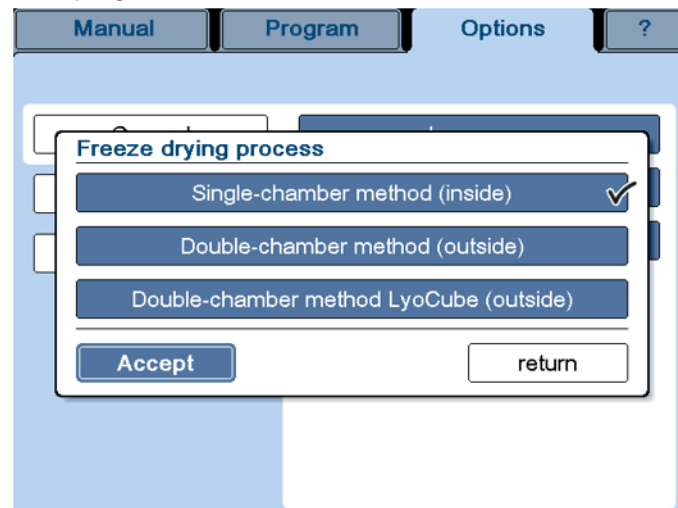 Manual
Program
Options
?
Freeze drying process
Single-chamber method (inside)
Double-chamber method (outside)
Double-chamber method LyoCube (outside)
Accept
return